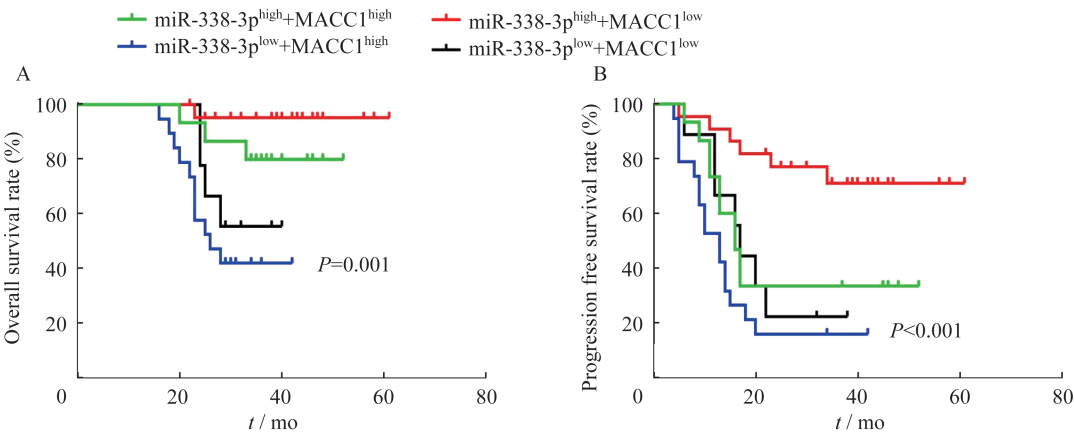 miR-338-3p^high+MACC1^high miR-338-3p^high+MACC1^low
miR-338-3p^low+MACC1^high miR-338-3p^low+MACC1^low
A
Overall survival rate (%)
100
80
60
40
20
0 20 40 60 80
t / mo
P=0.001
B
Progression free survival rate (%)
100
80
60
40
20
0 20 40 60 80
t / mo
P<0.001